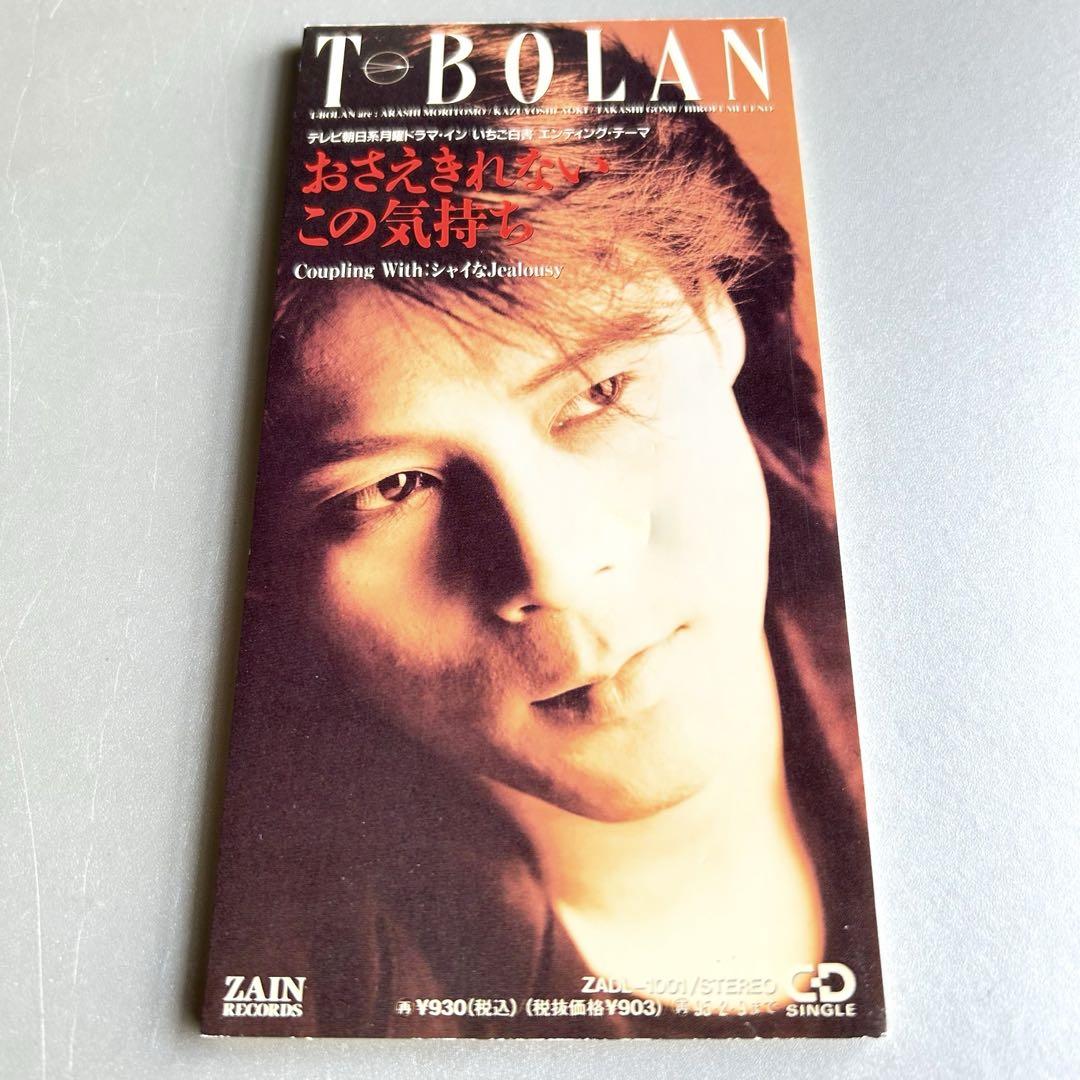 T-BOLAN
T-BOLAN are : ARASHI MORITOMO / KAZUYOSHI AOKI / TAKASHI GOMI / HIROFUMI UENO
テレビ朝日系月曜ドラマ・イン「いちご白書」エンディング・テーマ
おさえきれない
この気持ち
Coupling With:シャイなJealousy
ZAIN
RECORDS
ZADL-1001/STEREO
再 ¥930(税込) (税抜価格¥903) 再
まで
CD
SINGLE